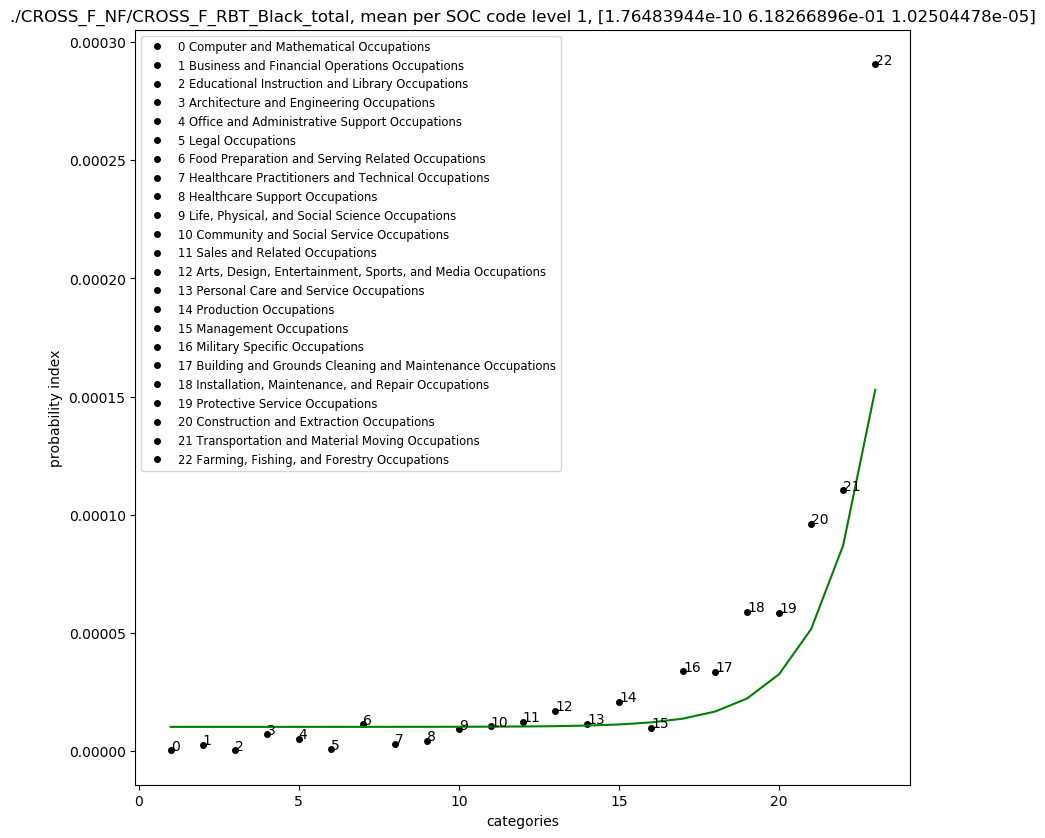 ./CROSS_F_NF/CROSS_F_RBT_Black_total, mean per SOC code level 1, [1.76483944e-10 6.18266896e-01 1.02504478e-05]
0 Computer and Mathematical Occupations
1 Business and Financial Operations Occupations
2 Educational Instruction and Library Occupations
3 Architecture and Engineering Occupations
4 Office and Administrative Support Occupations
5 Legal Occupations
6 Food Preparation and Serving Related Occupations
7 Healthcare Practitioners and Technical Occupations
8 Healthcare Support Occupations
9 Life, Physical, and Social Science Occupations
10 Community and Social Service Occupations
11 Sales and Related Occupations
12 Arts, Design, Entertainment, Sports, and Media Occupations
13 Personal Care and Service Occupations
14 Production Occupations
15 Management Occupations
16 Military Specific Occupations
17 Building and Grounds Cleaning and Maintenance Occupations
18 Installation, Maintenance, and Repair Occupations
19 Protective Service Occupations
20 Construction and Extraction Occupations
21 Transportation and Material Moving Occupations
22 Farming, Fishing, and Forestry Occupations
probability index
0.00030
0.00025
0.00020
0.00015
0.00010
0.00005
0.00000
0
1
2
3
4
5
6
7
8
9
10
11
12
13
14
15
16
17
18
19
20
21
22
0
5
10
15
20
categories